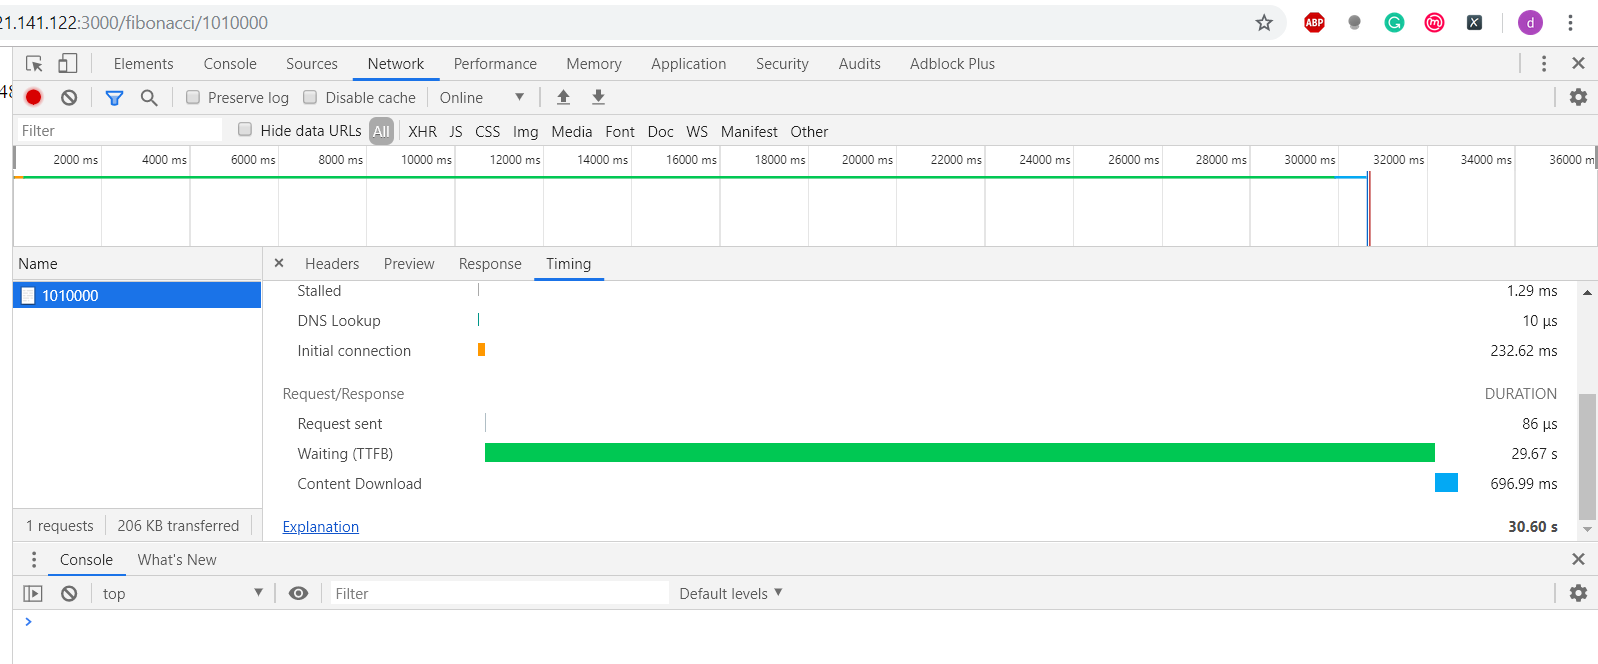 21.141.122:3000/fibonacci/1010000
ABP
d
Elements Console Sources Network Performance Memory Application Security Audits Adblock Plus
Preserve log Disable cache Online
Filter Hide data URLs All XHR JS CSS Img Media Font Doc WS Manifest Other
2000 ms 4000 ms 6000 ms 8000 ms 10000 ms 12000 ms 14000 ms 16000 ms 18000 ms 20000 ms 22000 ms 24000 ms 26000 ms 28000 ms 30000 ms 32000 ms 34000 ms 36000 m
Name
Headers Preview Response Timing
1010000
Stalled 1.29 ms
DNS Lookup 10 µs
Initial connection 232.62 ms
Request/Response DURATION
Request sent 86 µs
Waiting (TTFB) 29.67 s
Content Download 696.99 ms
1 requests 206 KB transferred
Explanation 30.60 s
Console What's New
top Filter Default levels